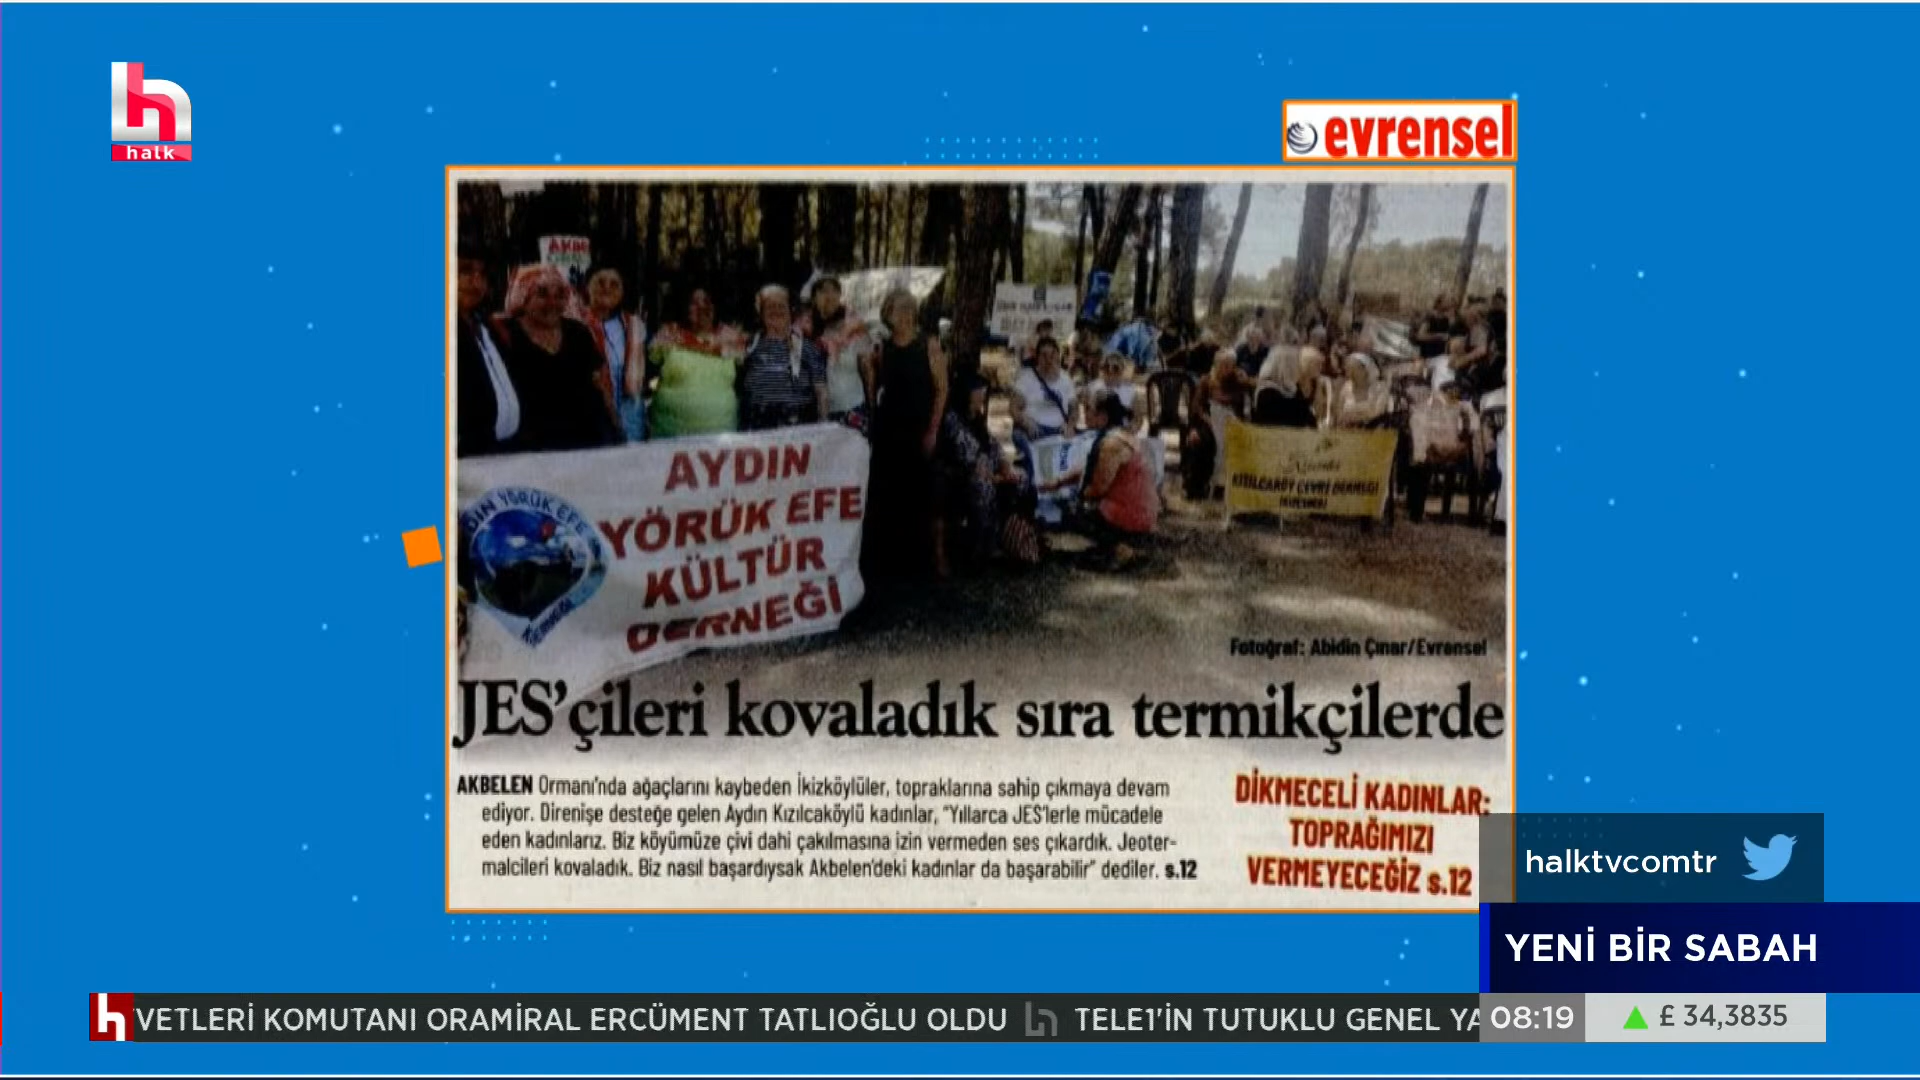 halk
evrensel
AYDIN
YÖRÜK EFE
KÜLTÜR
DERNEĞİ
Fotoğraf: Abidin Çınar/Evrensel
JES'çileri kovaladık sıra termikçilerde
AKBELEN Ormanı'nda ağaçlarını kaybeden İkizköylüler, topraklarına sahip çıkmaya devam
ediyor. Direnişe desteğe gelen Aydın Kızılcaköylü kadınlar, "Yıllarca JES'lerle mücadele
eden kadınlarız. Biz köyümüze çivi dahi çakılmasına izin vermeden ses çıkardık. Jeoter-
malcileri kovaladık. Biz nasıl başardıysak Akbelen'deki kadınlar da başarabilir" dediler. s.12
DİKMECELİ KADINLAR:
TOPRAĞIMIZI
VERMEYECEĞİZ s.12
halktvcomtr
YENİ BİR SABAH
VETLERİ KOMUTANI ORAMİRAL ERCÜMENT TATLIOĞLU OLDU TELE1'İN TUTUKLU GENEL YA
08:19
£ 34,3835